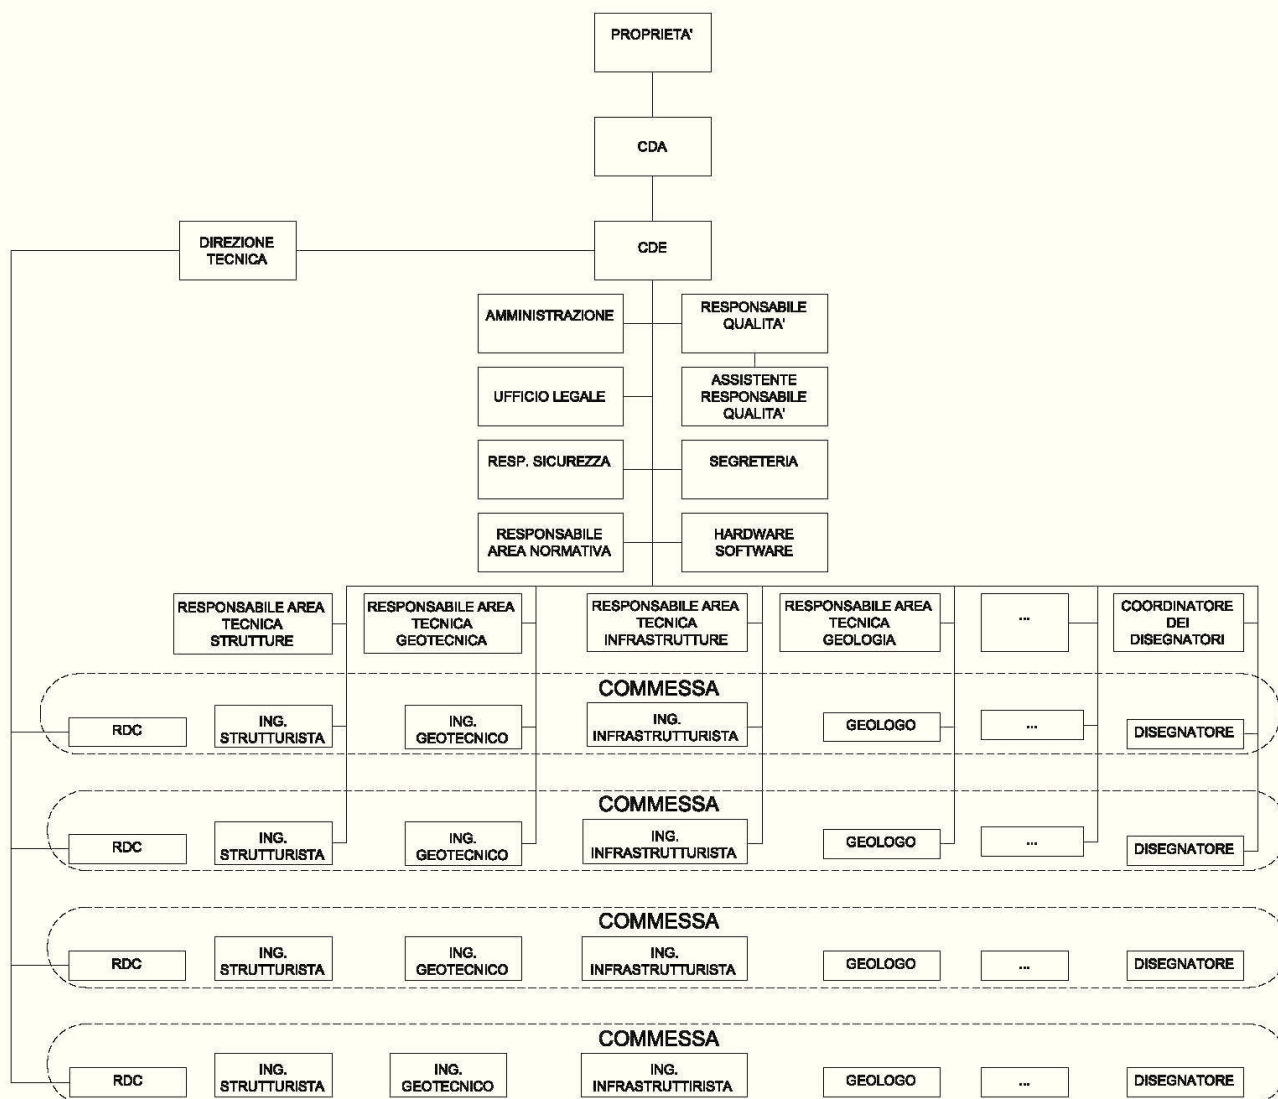 PROPRIETA'
CDA
DIREZIONE
TECNICA
CDE
AMMINISTRAZIONE
RESPONSABILE
QUALITA'
UFFICIO LEGALE
ASSISTENTE
RESPONSABILE
QUALITA'
RESP. SICUREZZA
SEGRETERIA
RESPONSABILE
AREA NORMATIVA
HARDWARE
SOFTWARE
RESPONSABILE AREA
TECNICA
STRUTTURE
RESPONSABILE AREA
TECNICA
GEOTECNICA
RESPONSABILE AREA
TECNICA
INFRASTRUTTURE
RESPONSABILE AREA
TECNICA
GEOLOGIA
...
COORDINATORE
DEI
DISEGNATORI
COMMESSA
RDC
ING.
STRUTTURISTA
ING.
GEOTECNICO
ING.
INFRASTRUTTURISTA
GEOLOGO
...
DISEGNATORE
COMMESSA
RDC
ING.
STRUTTURISTA
ING.
GEOTECNICO
ING.
INFRASTRUTTURISTA
GEOLOGO
...
DISEGNATORE
COMMESSA
RDC
ING.
STRUTTURISTA
ING.
GEOTECNICO
ING.
INFRASTRUTTURISTA
GEOLOGO
...
DISEGNATORE
COMMESSA
RDC
ING.
STRUTTURISTA
ING.
GEOTECNICO
ING.
INFRASTRUTTIRISTA
GEOLOGO
...
DISEGNATORE